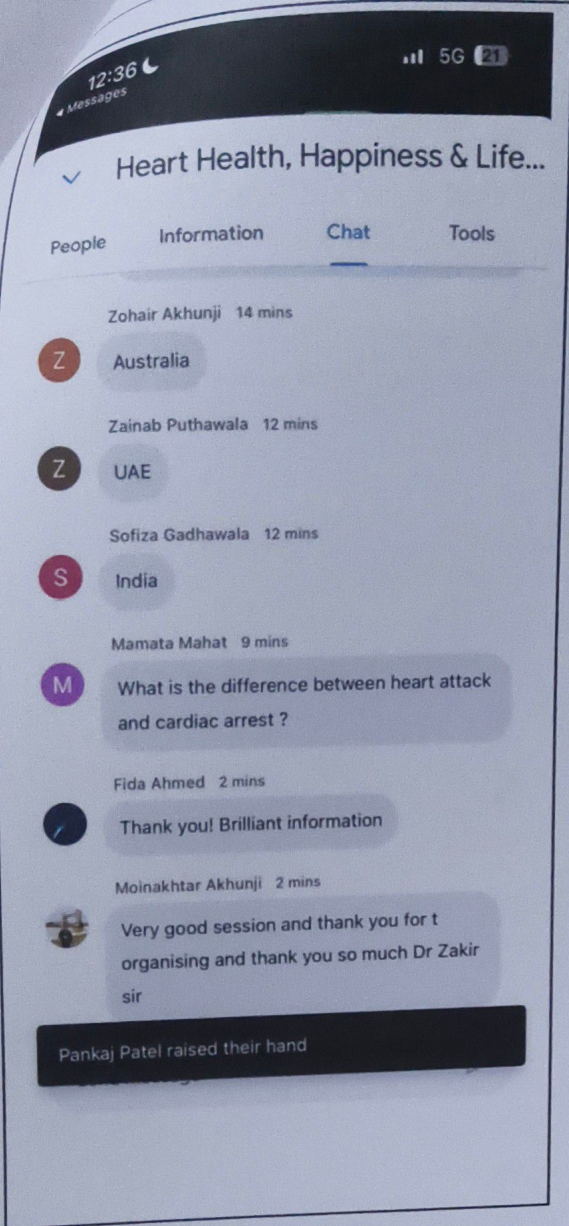 12:36
5G 21
Messages
Heart Health, Happiness & Life...
People Information Chat Tools
Zohair Akhunji 14 mins
Z
Australia
Zainab Puthawala 12 mins
Z
UAE
Sofiza Gadhawala 12 mins
S
India
Mamata Mahat 9 mins
M
What is the difference between heart attack
and cardiac arrest ?
Fida Ahmed 2 mins
Thank you! Brilliant information
Moinakhtar Akhunji 2 mins
Very good session and thank you for t
organising and thank you so much Dr Zakir
sir
Pankaj Patel raised their hand